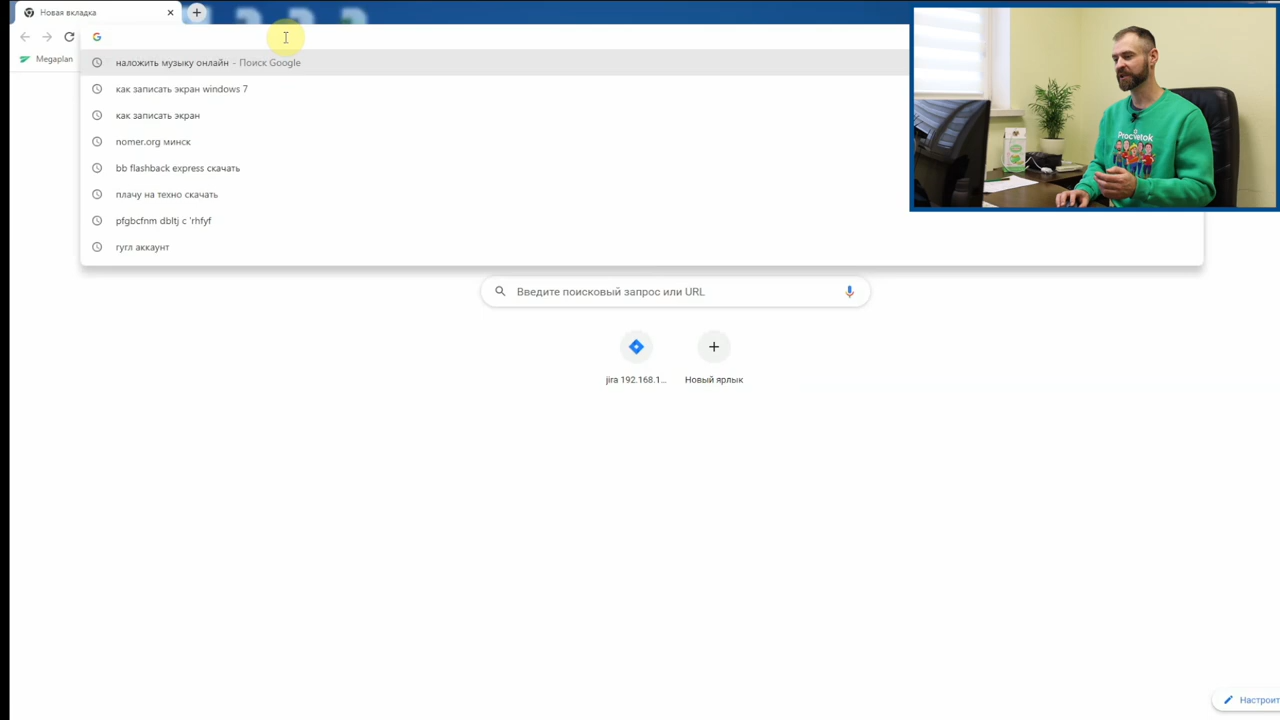 Новая вкладка
Megaplan
наложить музыку онлайн - Поиск Google
как записать экран windows 7
как записать экран
nomer.org минск
bb flashback express скачать
плачу на техно скачать
pfgbcfnm dbltj c 'rhfyf
гугл аккаунт
Procvetok
Введите поисковый запрос или URL
jira 192.168.1...
Новый ярлык
Настроит